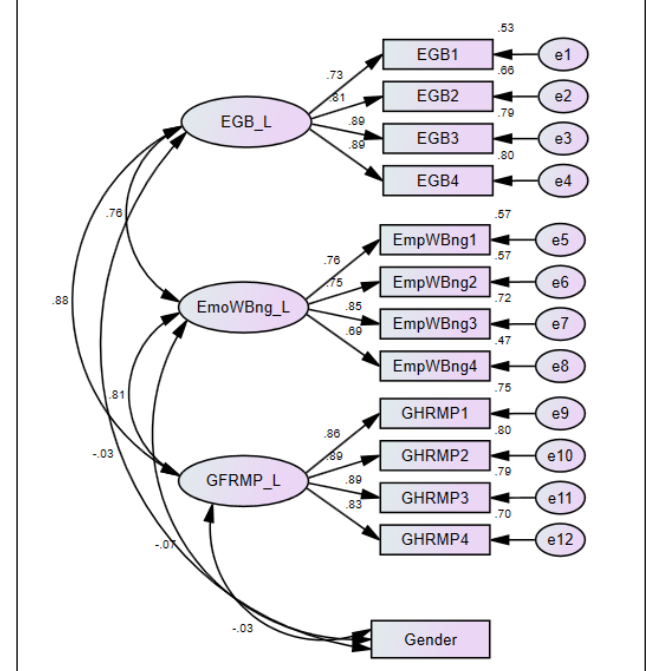 .53
EGB1
e1
.73
.66
.81
EGB2
e2
.79
EGB_L
.89
EGB3
e3
.89
.80
EGB4
e4
.76
.57
EmpWBng1
e5
.76
.57
.75
EmpWBng2
e6
.72
.88
EmoWBng_L
.85
EmpWBng3
e7
.69
.47
EmpWBng4
e8
.75
.81
GHRMP1
e9
.86
.80
-.03
.89
GHRMP2
e10
.79
GFRMP_L
.89
GHRMP3
e11
.83
.70
GHRMP4
e12
-.07
-.03
Gender